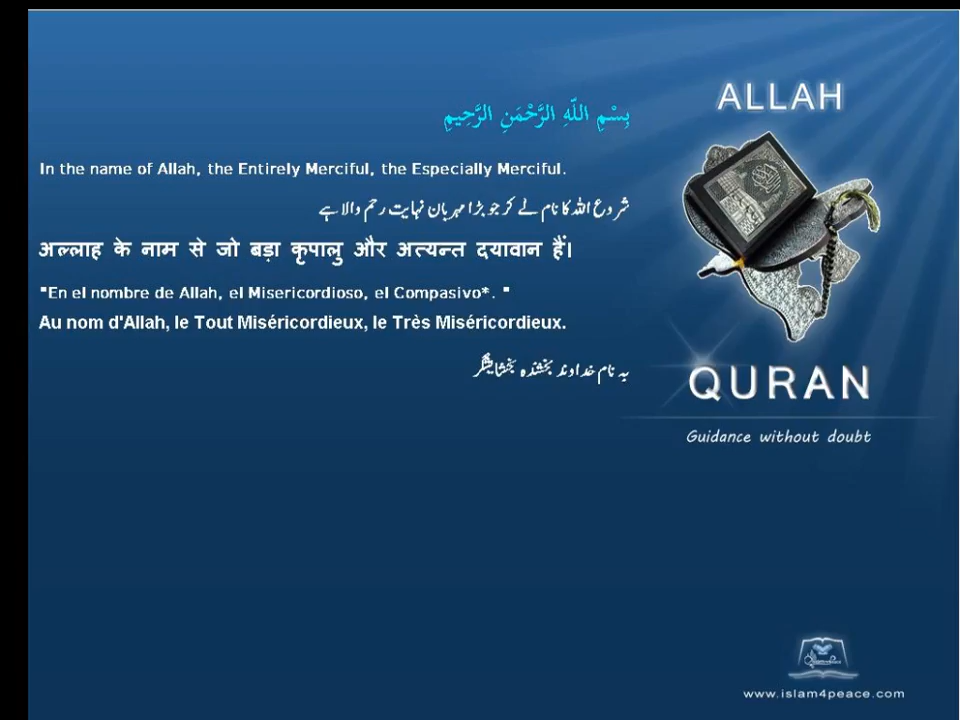 بِسْمِ اللَّهِ الرَّحْمَنِ الرَّحِيمِ
In the name of Allah, the Entirely Merciful, the Especially Merciful.
شروع الله کا نام لے کر جو بڑا مہربان نہایت رحم والا ہے
अल्लाह के नाम से जो बड़ा कृपालु और अत्यन्त दयावान हैं।
"En el nombre de Allah, el Misericordioso, el Compasivo*. "
Au nom d'Allah, le Tout Miséricordieux, le Très Miséricordieux.
به نام خداوند بخشنده بخشایشگر
ALLAH
QURAN
Guidance without doubt
www.islam4peace.com